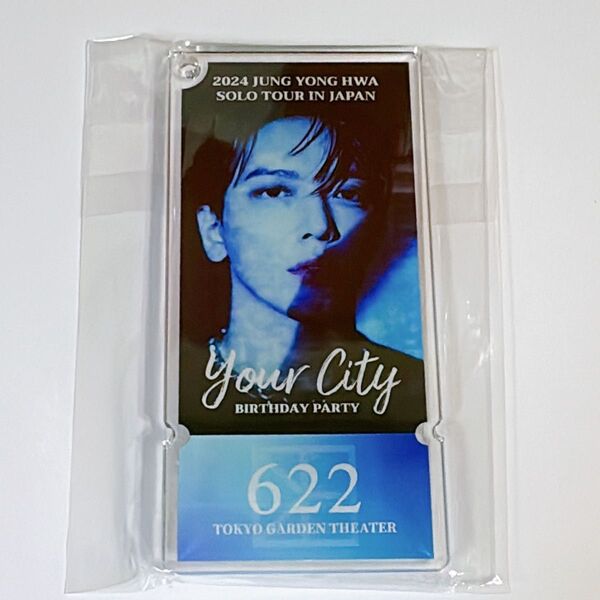 2024 JUNG YONG HWA
SOLO TOUR IN JAPAN
Your City
BIRTHDAY PARTY
622
TOKYO GARDEN THEATER